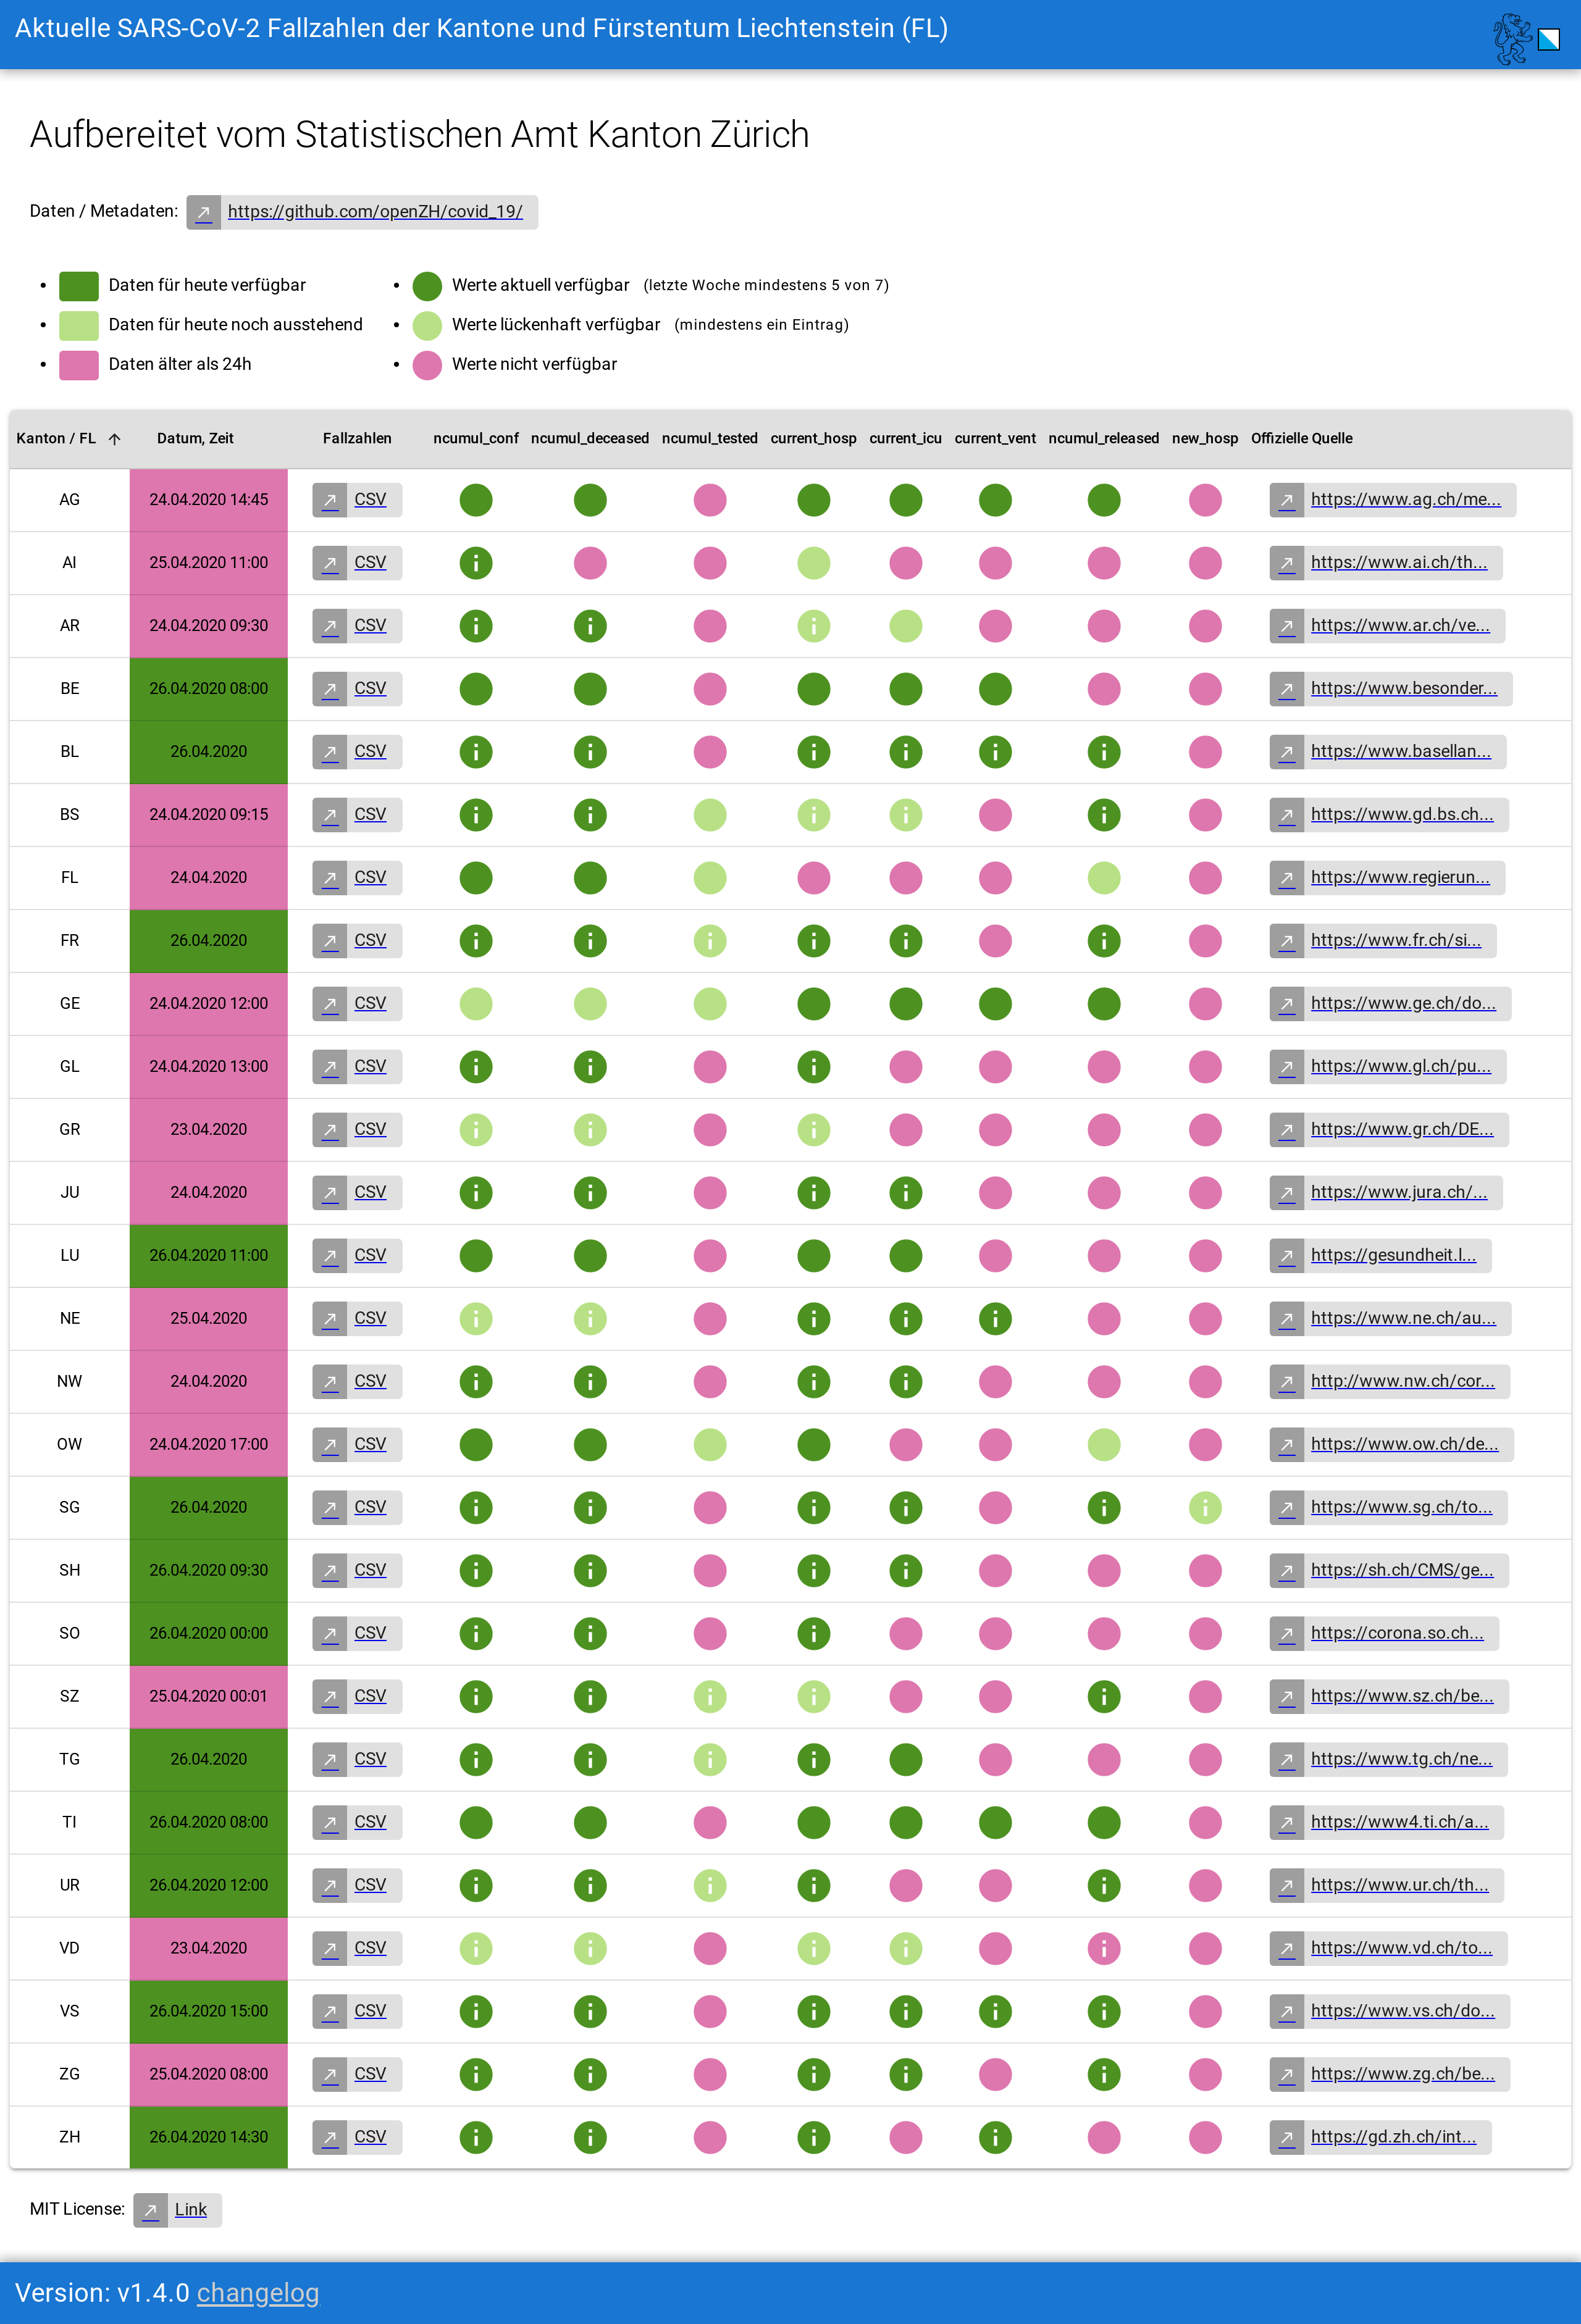 Aktuelle SARS-CoV-2 Fallzahlen der Kantone und Fürstentum Liechtenstein (FL)
Aufbereitet vom Statistischen Amt Kanton Zürich
Daten / Metadaten: https://github.com/openZH/covid_19/
Daten für heute verfügbar
Daten für heute noch ausstehend
Daten älter als 24h
Werte aktuell verfügbar (letzte Woche mindestens 5 von 7)
Werte lückenhaft verfügbar (mindestens ein Eintrag)
Werte nicht verfügbar
Kanton / FL Datum, Zeit Fallzahlen ncumul_conf ncumul_deceased ncumul_tested current_hosp current_icu current_vent ncumul_released new_hosp Offizielle Quelle
AG 24.04.2020 14:45 CSV https://www.ag.ch/me...
AI 25.04.2020 11:00 CSV https://www.ai.ch/th...
AR 24.04.2020 09:30 CSV https://www.ar.ch/ve...
BE 26.04.2020 08:00 CSV https://www.besonder...
BL 26.04.2020 CSV https://www.basellan...
BS 24.04.2020 09:15 CSV https://www.gd.bs.ch...
FL 24.04.2020 CSV https://www.regierun...
FR 26.04.2020 CSV https://www.fr.ch/si...
GE 24.04.2020 12:00 CSV https://www.ge.ch/do...
GL 24.04.2020 13:00 CSV https://www.gl.ch/pu...
GR 23.04.2020 CSV https://www.gr.ch/DE...
JU 24.04.2020 CSV https://www.jura.ch/...
LU 26.04.2020 11:00 CSV https://gesundheit.l...
NE 25.04.2020 CSV https://www.ne.ch/au...
NW 24.04.2020 CSV http://www.nw.ch/cor...
OW 24.04.2020 17:00 CSV https://www.ow.ch/de...
SG 26.04.2020 CSV https://www.sg.ch/to...
SH 26.04.2020 09:30 CSV https://sh.ch/CMS/ge...
SO 26.04.2020 00:00 CSV https://corona.so.ch...
SZ 25.04.2020 00:01 CSV https://www.sz.ch/be...
TG 26.04.2020 CSV https://www.tg.ch/ne...
TI 26.04.2020 08:00 CSV https://www4.ti.ch/a...
UR 26.04.2020 12:00 CSV https://www.ur.ch/th...
VD 23.04.2020 CSV https://www.vd.ch/to...
VS 26.04.2020 15:00 CSV https://www.vs.ch/do...
ZG 25.04.2020 08:00 CSV https://www.zg.ch/be...
ZH 26.04.2020 14:30 CSV https://gd.zh.ch/int...
MIT License: Link
Version: v1.4.0 changelog